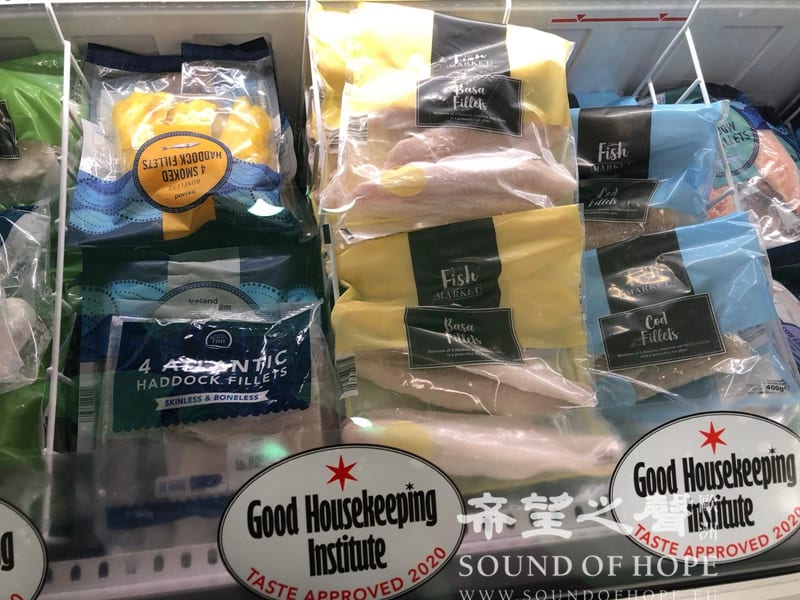 Iceland
4 SMOKED
HADDOCK FILLETS
BONELESS
Iceland
4 ATLANTIC
HADDOCK FILLETS
SKINLESS & BONELESS
Fish
MARKET
Basa
Fillets
Fish
MARKET
Basa
Fillets
Fish
MARKET
Cod
Fillets
Fish
MARKET
Cod
Fillets
400g
Good Housekeeping
Institute
TASTE APPROVED 2020
Good Housekeeping
Institute
TASTE APPROVED 2020
希望之聲
SOUND OF HOPE
WWW.SOUNDOFHOPE.EU